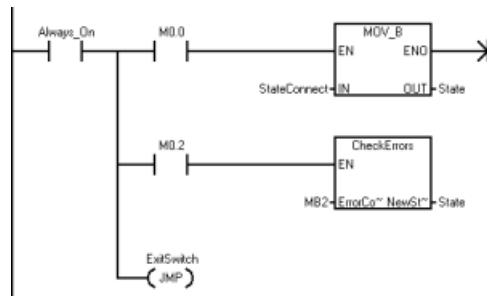 Always_On
M0.0
MOV_B
EN ENO
StateConnect IN OUT State
M0.2
CheckErrors
EN
MB2 ErrorCo~ NewSt~ State
ExitSwitch
JMP